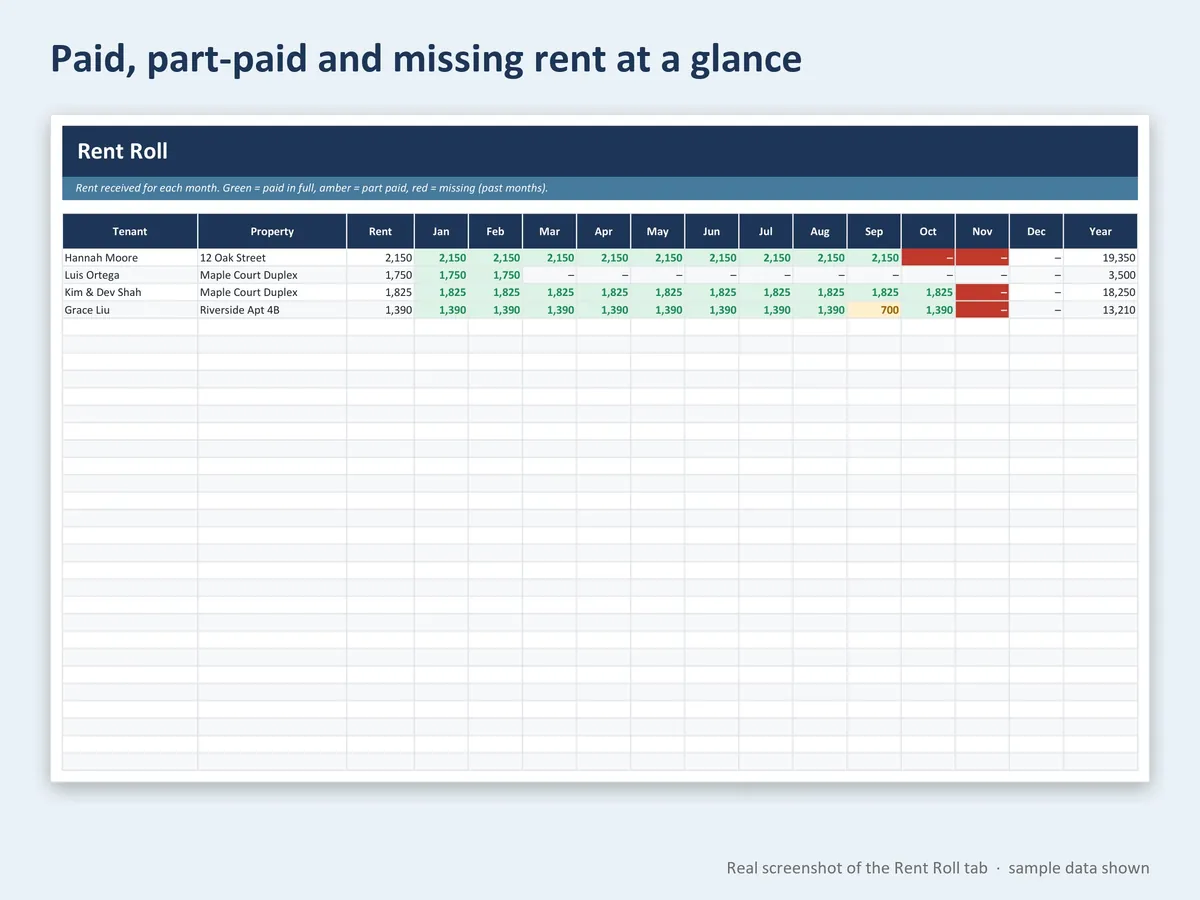 Paid, part-paid and missing rent at a glance
Rent Roll
Rent received for each month. Green = paid in full, amber = part paid, red = missing (past months).
Tenant Property Rent Jan Feb Mar Apr May Jun Jul Aug Sep Oct Nov Dec Year
Hannah Moore 12 Oak Street 2,150 2,150 2,150 2,150 2,150 2,150 2,150 2,150 2,150 2,150 – – – 19,350
Luis Ortega Maple Court Duplex 1,750 1,750 1,750 – – – – – – – – – – 3,500
Kim & Dev Shah Maple Court Duplex 1,825 1,825 1,825 1,825 1,825 1,825 1,825 1,825 1,825 1,825 1,825 – – 18,250
Grace Liu Riverside Apt 4B 1,390 1,390 1,390 1,390 1,390 1,390 1,390 1,390 1,390 700 1,390 – – 13,210
Real screenshot of the Rent Roll tab · sample data shown